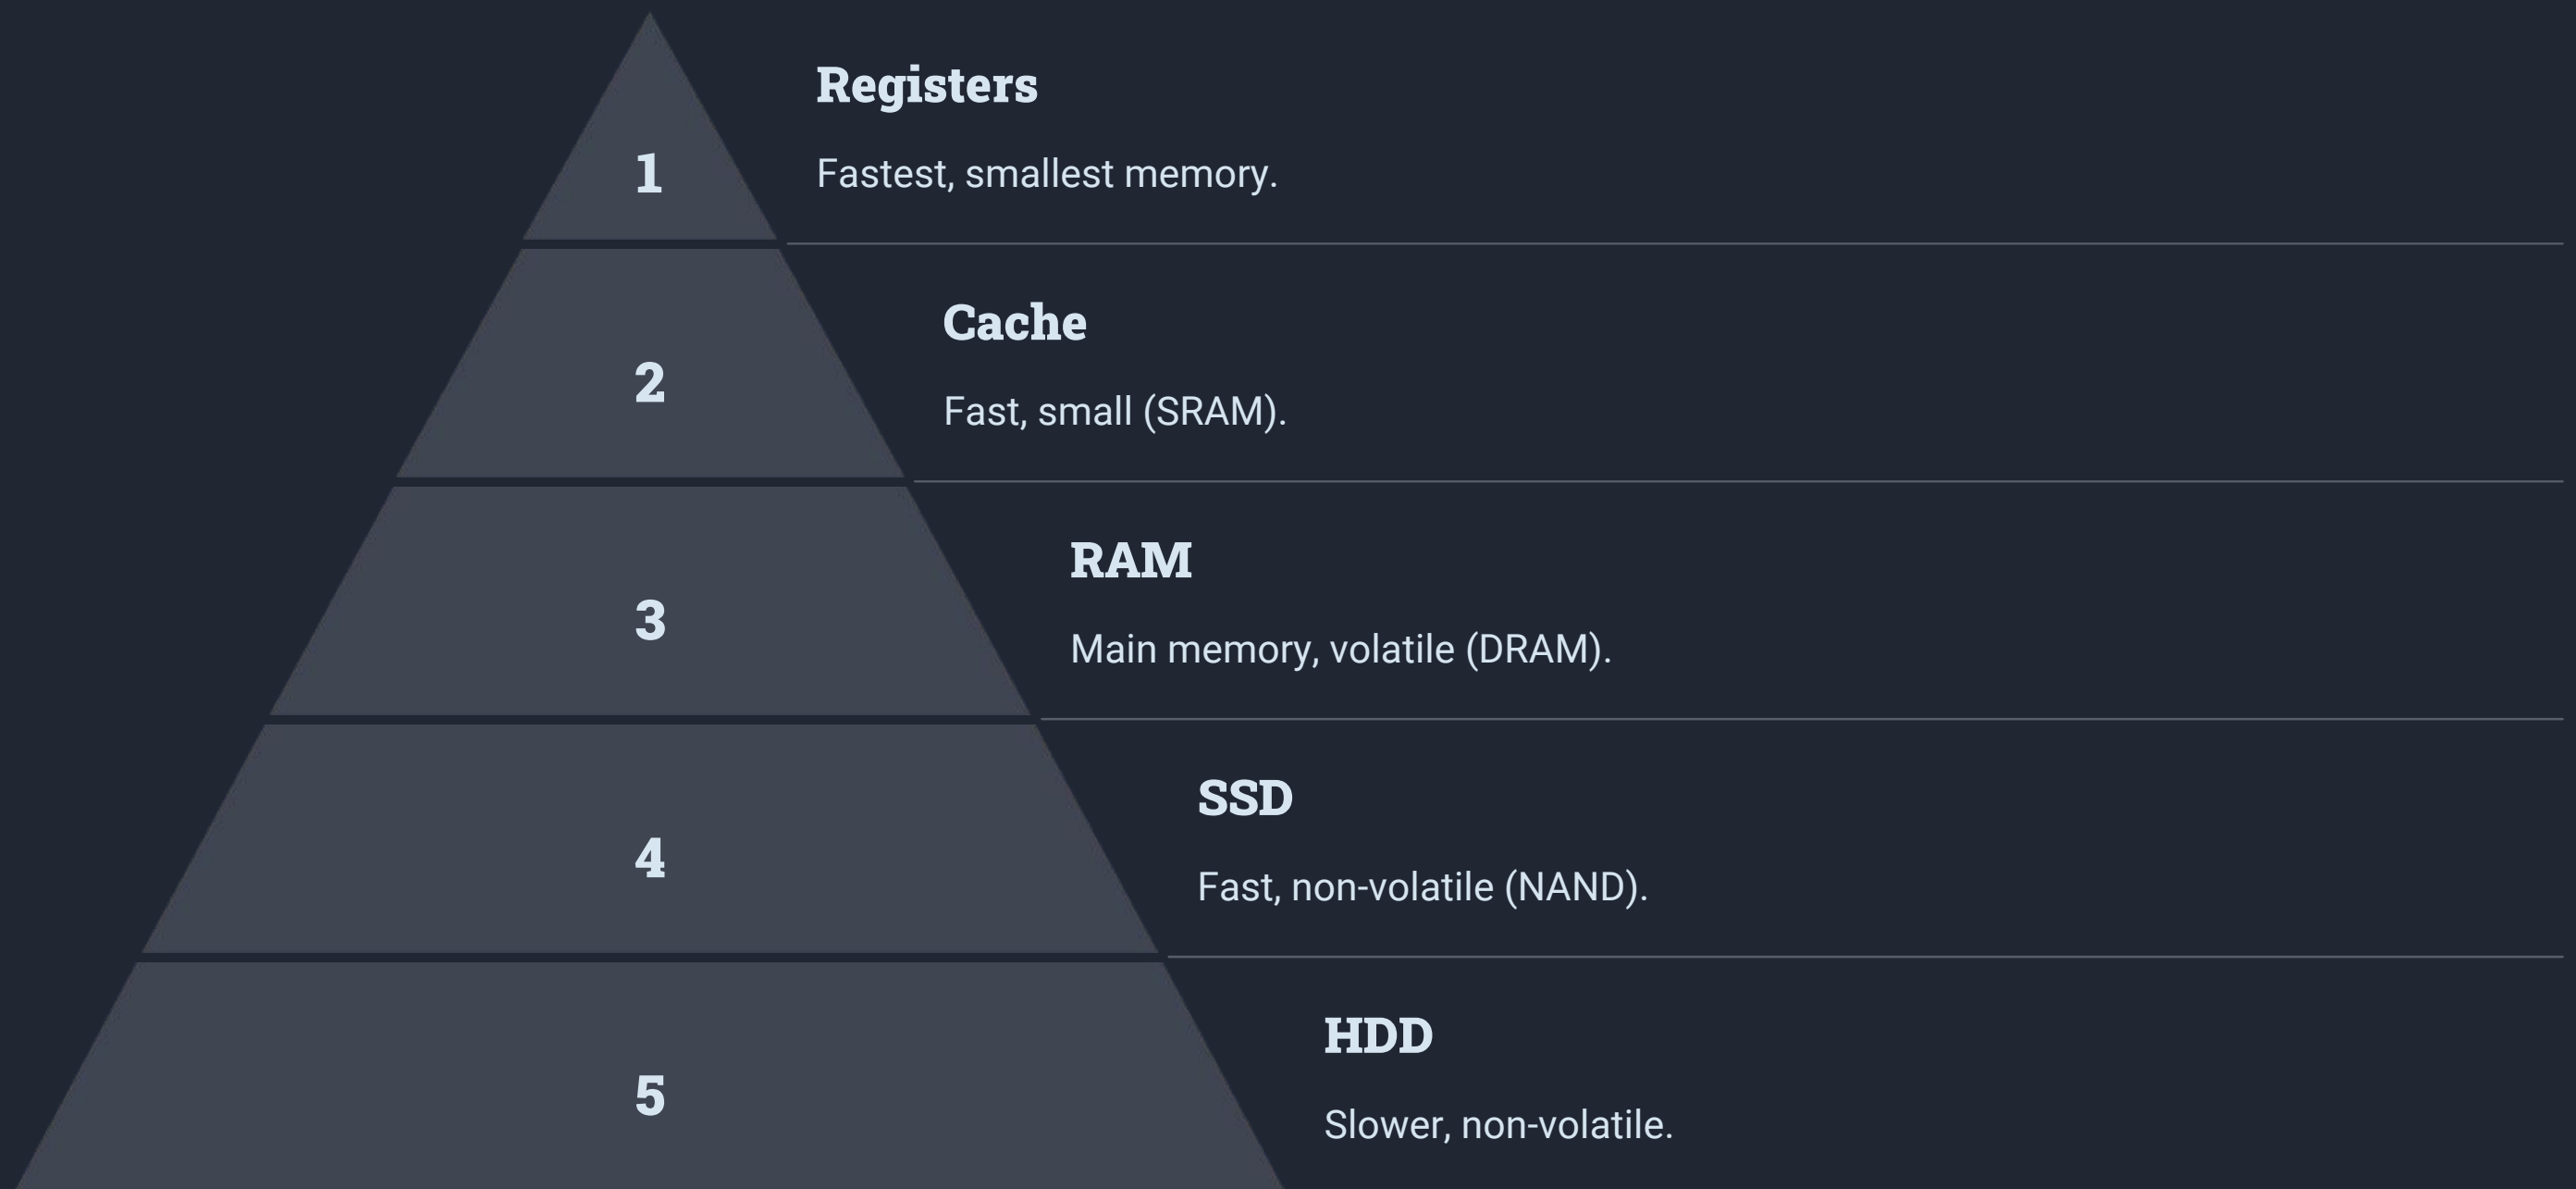 Registers
1
Fastest, smallest memory.
Cache
2
Fast, small (SRAM).
RAM
3
Main memory, volatile (DRAM).
SSD
4
Fast, non-volatile (NAND).
HDD
5
Slower, non-volatile.